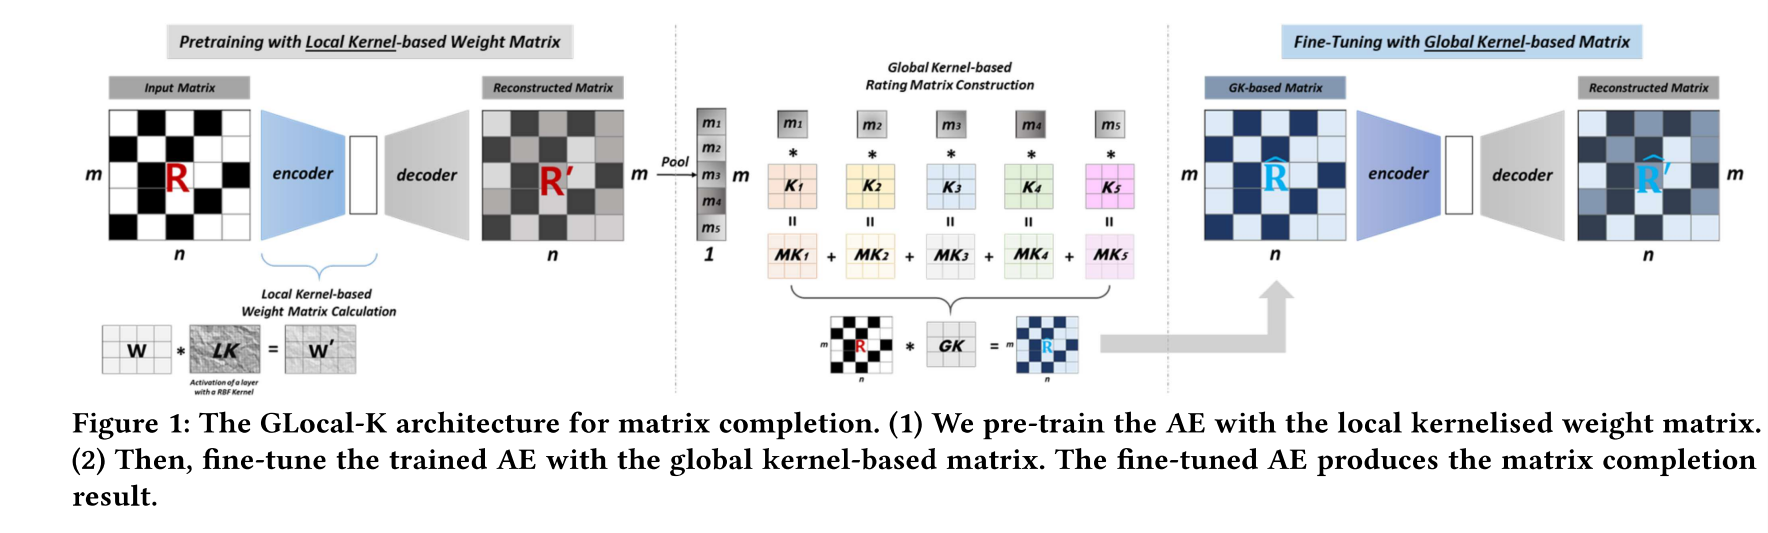 Pretraining with Local Kernel-based Weight Matrix
Input Matrix
Reconstructed Matrix
m
R
n
encoder
decoder
R′
m
n
Local Kernel-based
Weight Matrix Calculation
W * LK = W′
Activation of a layer
with a RBF Kernel
Pool
Global Kernel-based
Rating Matrix Construction
m1
m2
m3
m4
m5
m
1
m1 m2 m3 m4 m5
* * * * *
K1 K2 K3 K4 K5
= = = = =
MK1 + MK2 + MK3 + MK4 + MK5
m R * GK = m R
n n
Fine-Tuning with Global Kernel-based Matrix
GK-based Matrix
Reconstructed Matrix
m
R̂
n
encoder
decoder
R̂′
m
n
Figure 1: The GLocal-K architecture for matrix completion. (1) We pre-train the AE with the local kernelised weight matrix.
(2) Then, fine-tune the trained AE with the global kernel-based matrix. The fine-tuned AE produces the matrix completion
result.